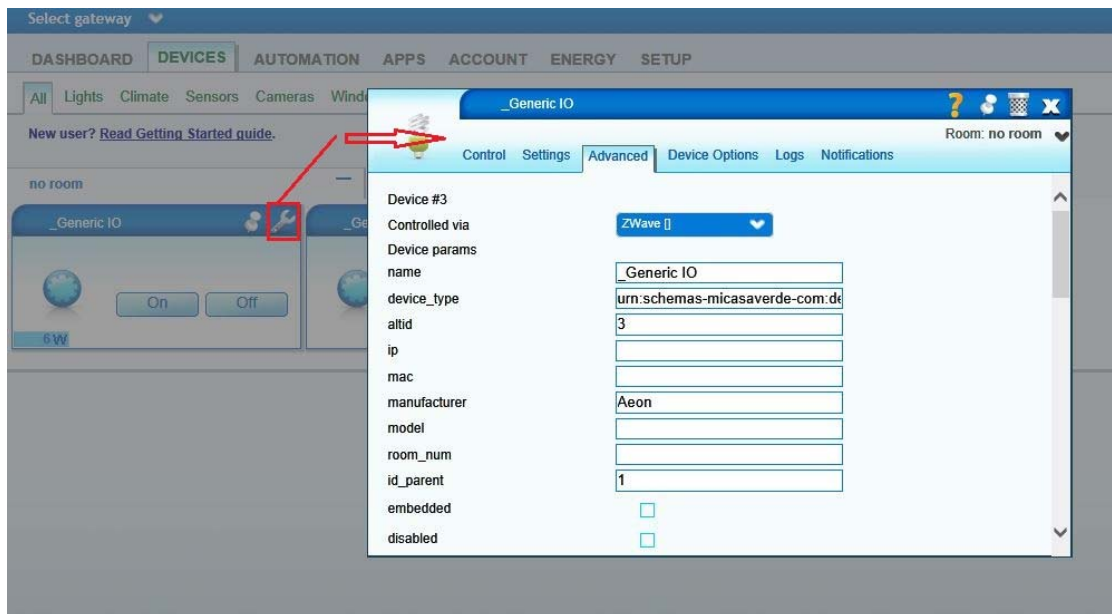 Select gateway
DASHBOARD DEVICES AUTOMATION APPS ACCOUNT ENERGY SETUP
All Lights Climate Sensors Cameras
New user? Read Getting Started guide.
no room
_Generic IO
On Off
6 W
_Ge
_Generic IO
Room: no room
Control Settings Advanced Device Options Logs Notifications
Device #3
Controlled via ZWave []
Device params
name _Generic IO
device_type urn:schemas-micasaverde-com:de
altid 3
ip
mac
manufacturer Aeon
model
room_num
id_parent 1
embedded
disabled